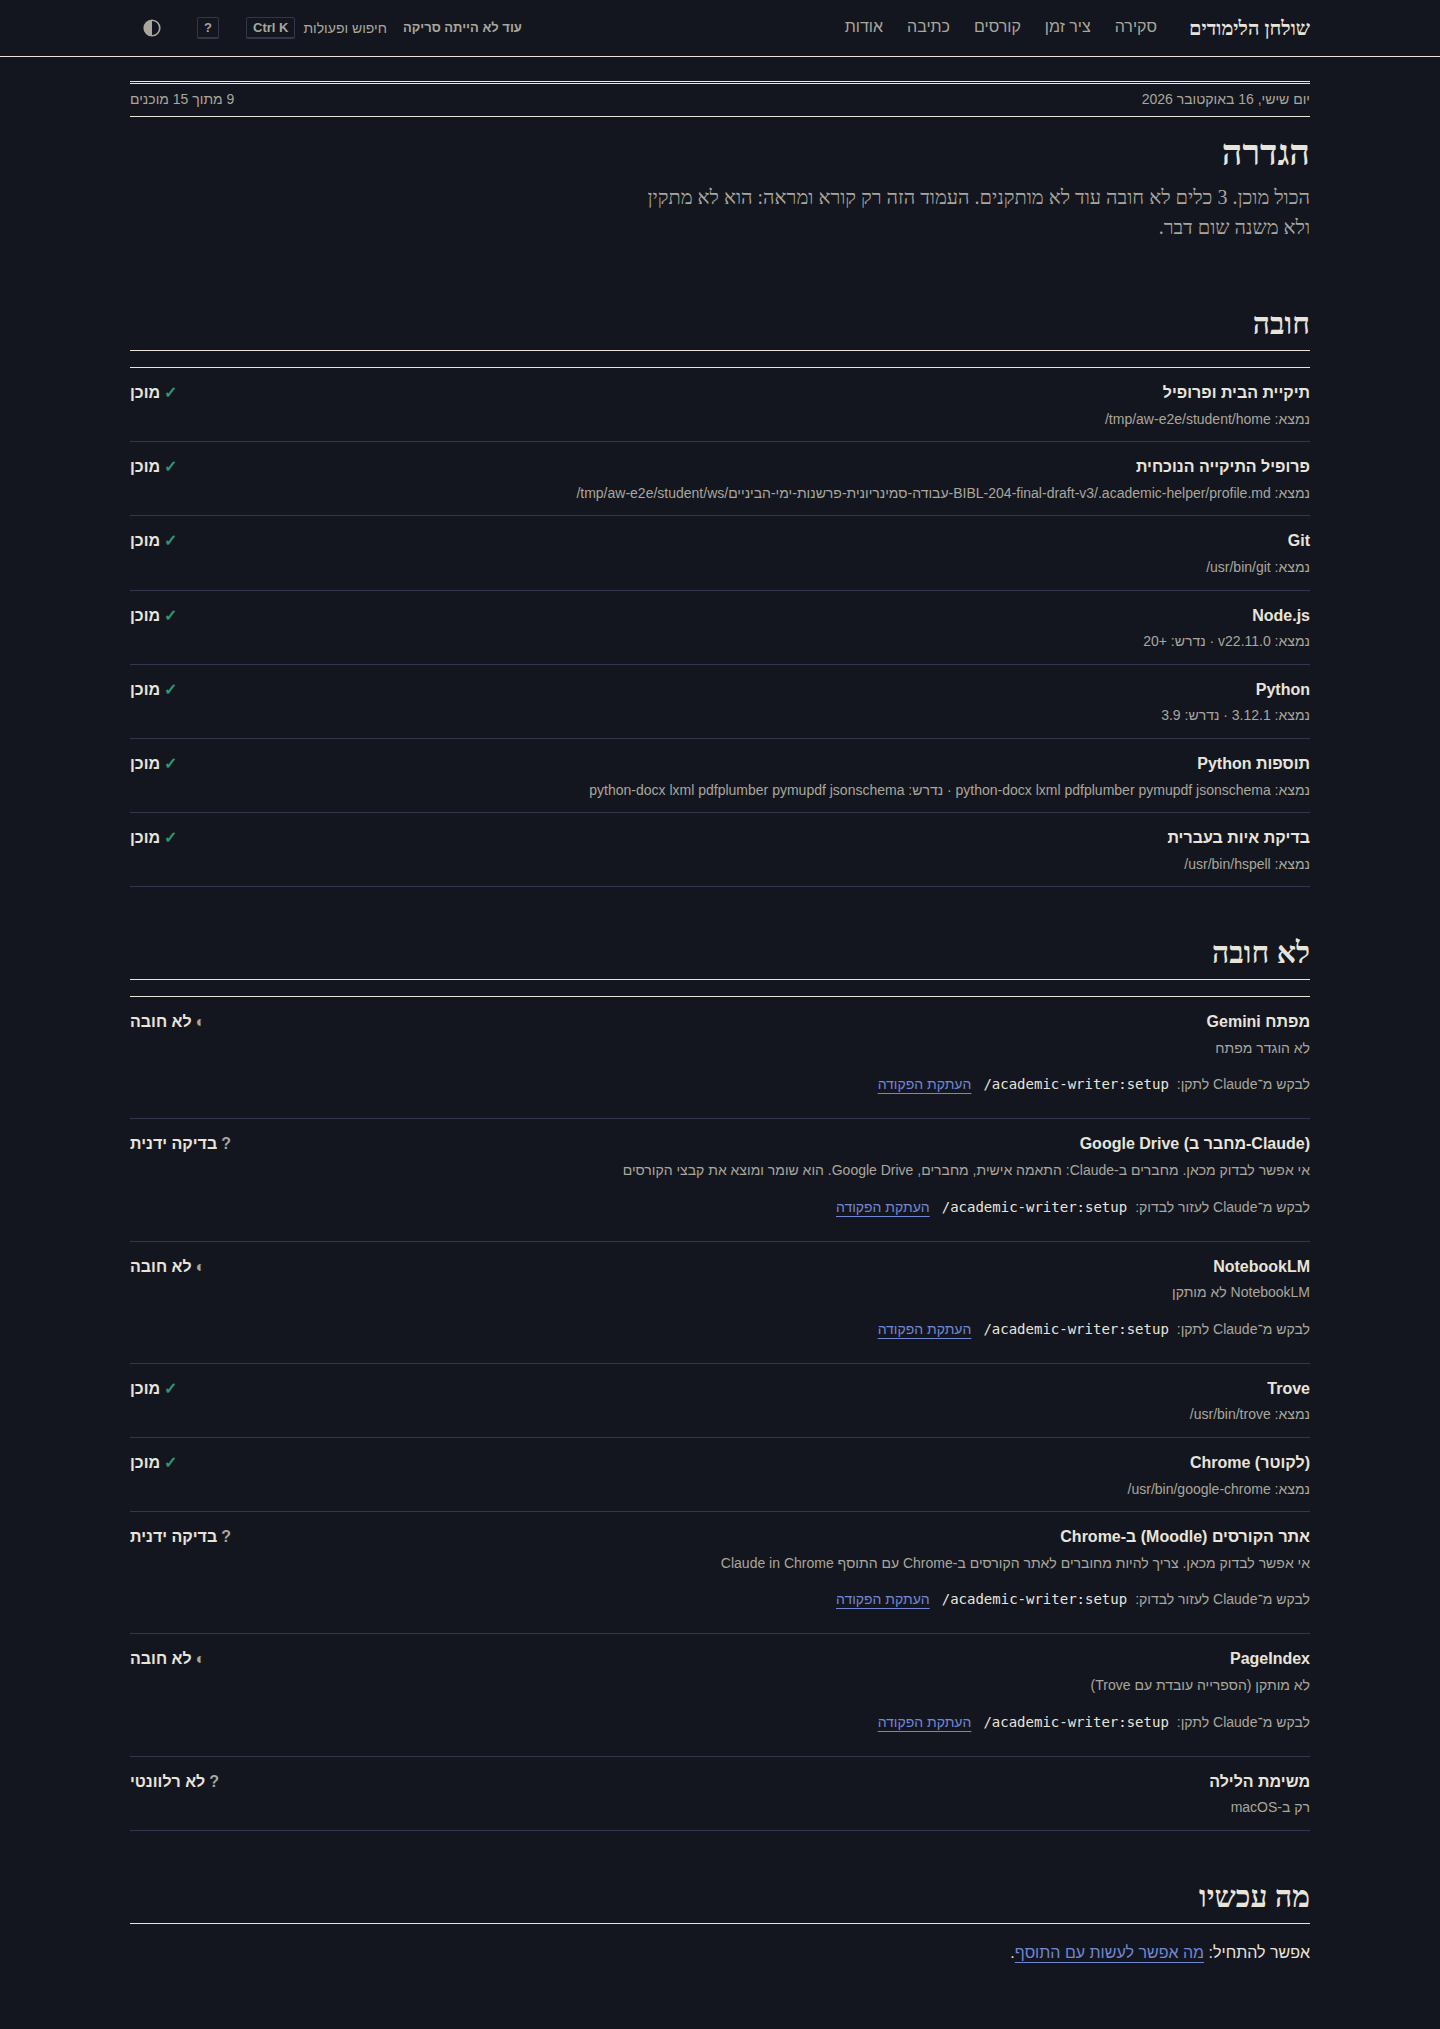 שולחן הלימודים
סקירה
ציר זמן
קורסים
כתיבה
אודות
עוד לא הייתה סריקה
חיפוש ופעולות Ctrl K
?
יום שישי, 16 באוקטובר 2026
9 מתוך 15 מוכנים
הגדרה
הכול מוכן. 3 כלים לא חובה עוד לא מותקנים. העמוד הזה רק קורא ומראה: הוא לא מתקין
ולא משנה שום דבר.
חובה
תיקיית הבית ופרופיל
✓ מוכן
נמצא: /tmp/aw-e2e/student/home
פרופיל התיקייה הנוכחית
✓ מוכן
נמצא: /tmp/aw-e2e/student/ws/עבודה-סמינריונית-פרשנות-ימי-הביניים-BIBL-204-final-draft-v3/.academic-helper/profile.md
Git
✓ מוכן
נמצא: /usr/bin/git
Node.js
✓ מוכן
נמצא: v22.11.0 · נדרש: 20+
Python
✓ מוכן
נמצא: 3.12.1 · נדרש: 3.9
תוספות Python
✓ מוכן
נמצא: python-docx lxml pdfplumber pymupdf jsonschema · נדרש: python-docx lxml pdfplumber pymupdf jsonschema
בדיקת איות בעברית
✓ מוכן
נמצא: /usr/bin/hspell
לא חובה
מפתח Gemini
לא חובה
לא הוגדר מפתח
לבקש מ־Claude לתקן: /academic-writer:setup העתקת הפקודה
Google Drive (מחבר ב-Claude)
? בדיקה ידנית
אי אפשר לבדוק מכאן. מחברים ב-Claude: התאמה אישית, מחברים, Google Drive. הוא שומר ומוצא את קבצי הקורסים
לבקש מ־Claude לעזור לבדוק: /academic-writer:setup העתקת הפקודה
NotebookLM
לא חובה
NotebookLM לא מותקן
לבקש מ־Claude לתקן: /academic-writer:setup העתקת הפקודה
Trove
✓ מוכן
נמצא: /usr/bin/trove
Chrome (לקוטר)
✓ מוכן
נמצא: /usr/bin/google-chrome
אתר הקורסים (Moodle) ב-Chrome
? בדיקה ידנית
אי אפשר לבדוק מכאן. צריך להיות מחוברים לאתר הקורסים ב-Chrome עם התוסף Claude in Chrome
לבקש מ־Claude לעזור לבדוק: /academic-writer:setup העתקת הפקודה
PageIndex
לא חובה
לא מותקן (הספרייה עובדת עם Trove)
לבקש מ־Claude לתקן: /academic-writer:setup העתקת הפקודה
משימת הלילה
? לא רלוונטי
רק ב-macOS
מה עכשיו
אפשר להתחיל: מה אפשר לעשות עם התוסף.